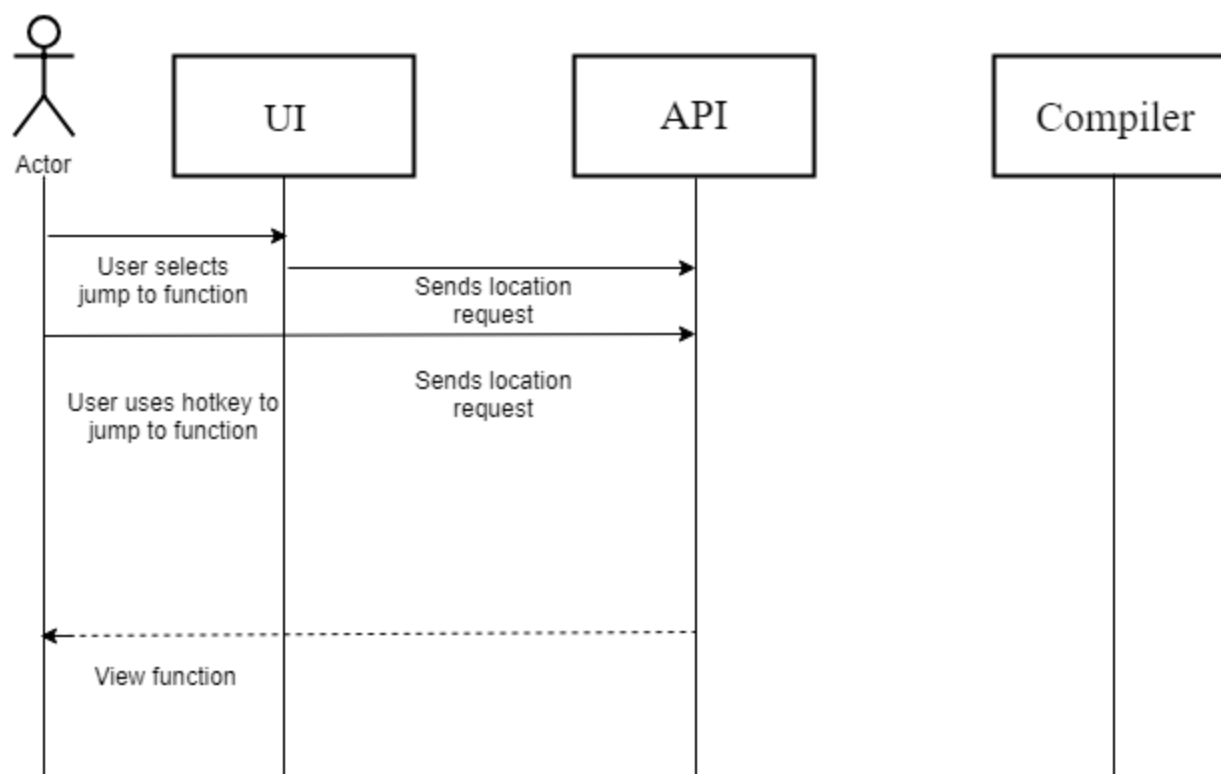 UI
API
Compiler
Actor
User selects
jump to function
Sends location
request
Sends location
request
User uses hotkey to
jump to function
View function